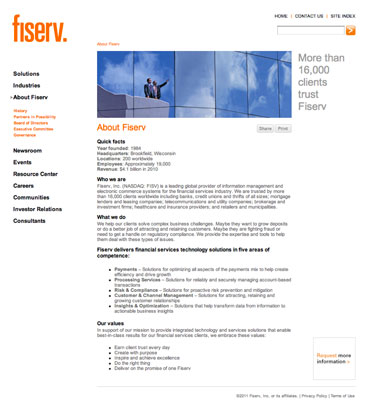 fiserv.
HOME | CONTACT US | SITE INDEX
About Fiserv
More than
16,000
clients
trust
Fiserv
Solutions
Industries
About Fiserv
History
Partners in Possibility
Board of Directors
Executive Committee
Governance
Newsroom
Events
Resource Center
Careers
Communities
Investor Relations
Consultants
About Fiserv
Share | Print
Quick facts
Year founded: 1984
Headquarters: Brookfield, Wisconsin
Locations: 200 worldwide
Employees: Approximately 19,000
Revenue: $4.1 billion in 2010
Who we are
Fiserv, Inc. (NASDAQ: FISV) is a leading global provider of information management and
electronic commerce systems for the financial services industry. We are trusted by more
than 16,000 clients worldwide including banks, credit unions and thrifts of all sizes; mortgage
lenders and leasing companies; telecommunications and utility companies; brokerage and
investment firms; healthcare and insurance providers; and retailers and municipalities.
What we do
We help our clients solve complex business challenges. Maybe they want to grow deposits
or do a better job of attracting and retaining customers. Maybe they are fighting fraud or
need to get a handle on regulatory compliance. We provide the expertise and tools to help
them deal with these types of issues.
Fiserv delivers financial services technology solutions in five areas of
competence:
Payments – Solutions for optimizing all aspects of the payments mix to help create
efficiency and drive growth
Processing Services – Solutions for reliably and securely managing account-based
transactions
Risk & Compliance – Solutions for proactive risk prevention and mitigation
Customer & Channel Management – Solutions for attracting, retaining and
growing customer relationships
Insights & Optimization – Solutions that help transform data from information to
actionable business insights
Our values
In support of our mission to provide integrated technology and services solutions that enable
best-in-class results for our financial services clients, we embrace these values:
Earn client trust every day
Create with purpose
Inspire and achieve excellence
Do the right thing
Deliver on the promise of one Fiserv
Request more
information >
©2011 Fiserv, Inc. or its affiliates. | Privacy Policy | Terms of Use